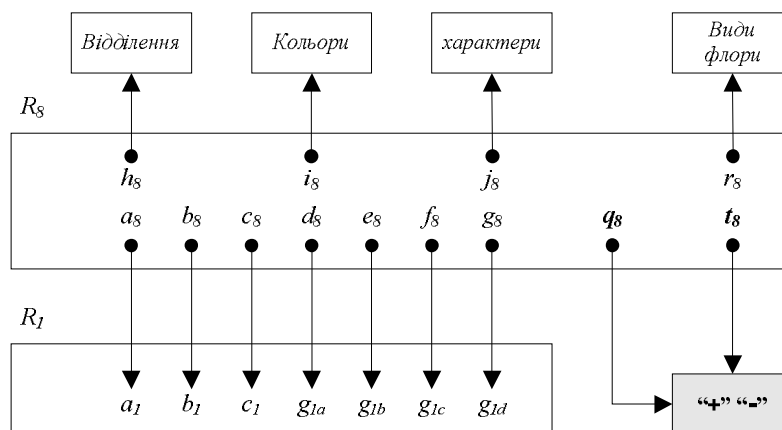 Відділення Кольори характери Види
флори
R8
h8 i8 j8 r8
a8 b8 c8 d8 e8 f8 g8 q8 t8
R1
a1 b1 c1 g1a g1b g1c g1d “+” “-”